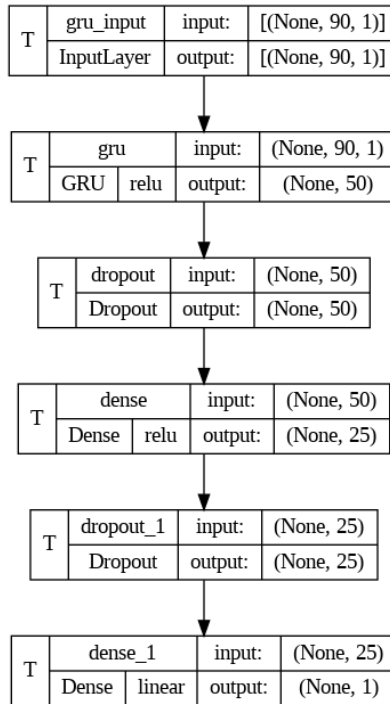 T gru_input input: [(None, 90, 1)]
InputLayer output: [(None, 90, 1)]
T gru input: (None, 90, 1)
GRU relu output: (None, 50)
T dropout input: (None, 50)
Dropout output: (None, 50)
T dense input: (None, 50)
Dense relu output: (None, 25)
T dropout_1 input: (None, 25)
Dropout output: (None, 25)
T dense_1 input: (None, 25)
Dense linear output: (None, 1)